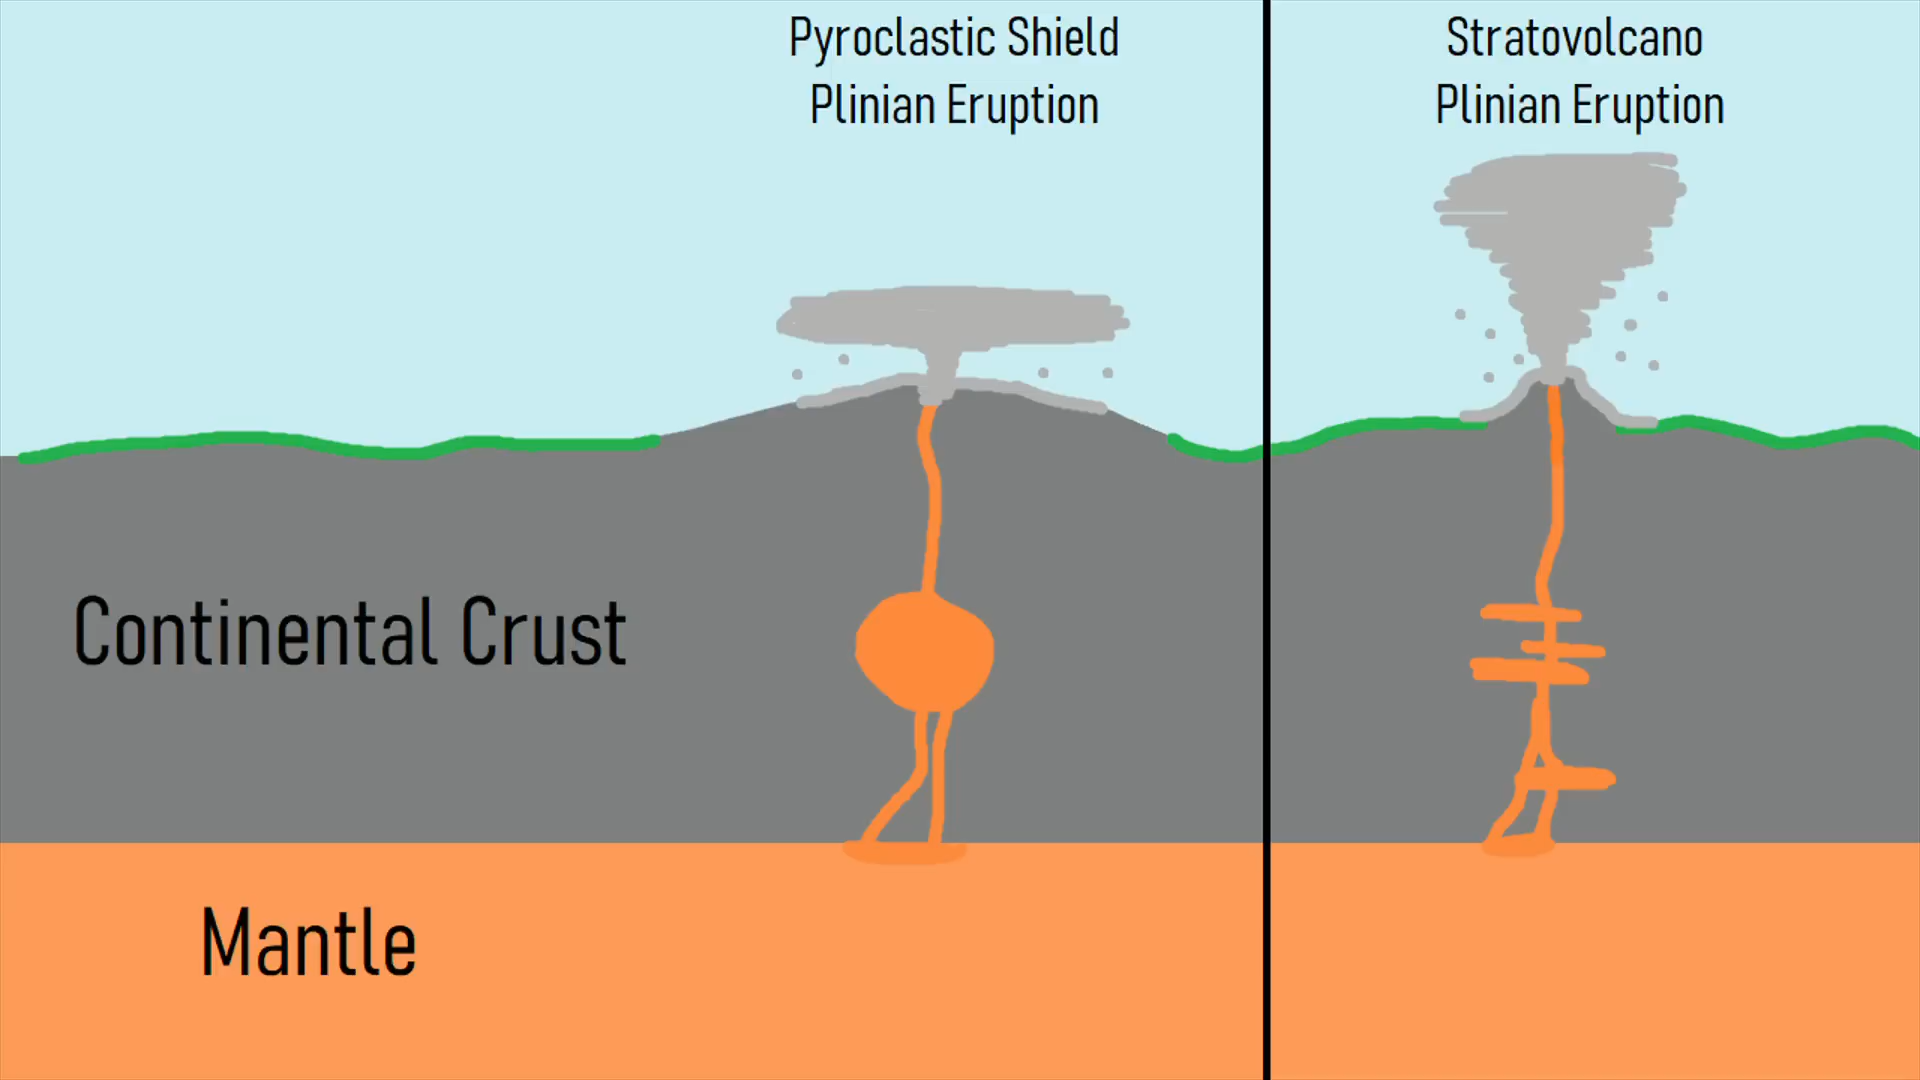 Pyroclastic Shield
Plinian Eruption
Stratovolcano
Plinian Eruption
Continental Crust
Mantle